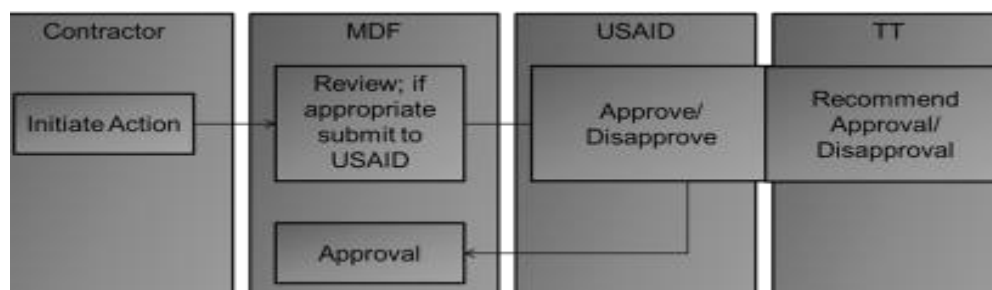 Contractor
MDF
USAID
TT
Initiate Action
Review; if
appropriate
submit to
USAID
Approve/
Disapprove
Recommend
Approval/
Disapproval
Approval